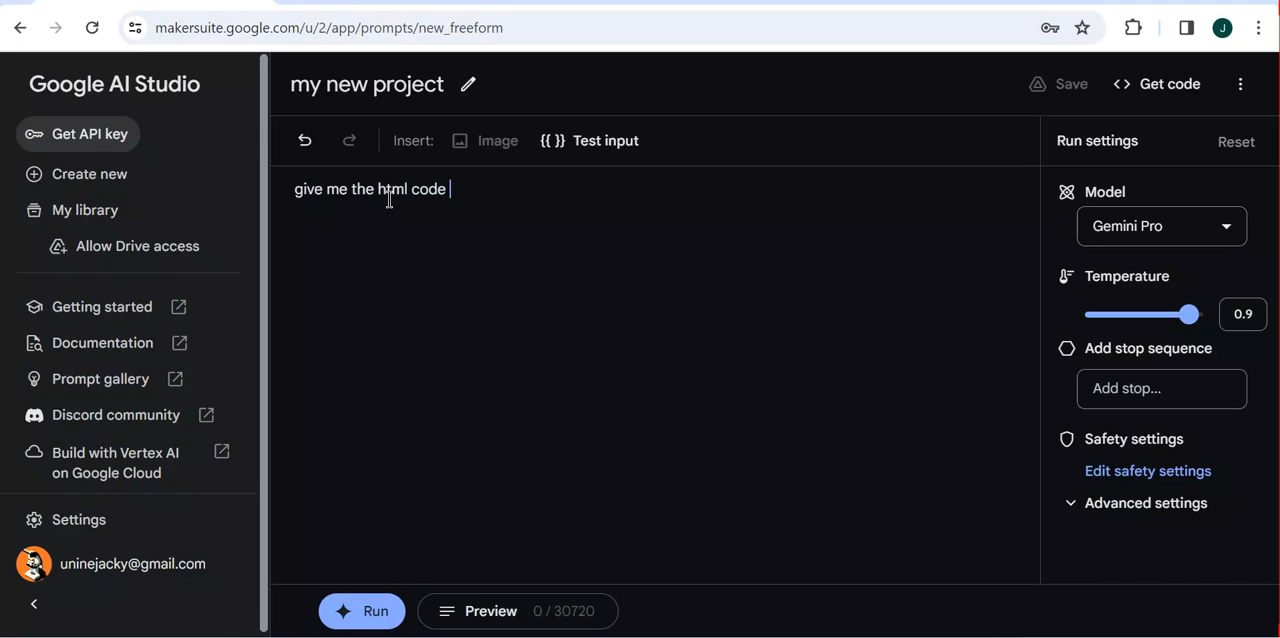 makersuite.google.com/u/2/app/prompts/new_freeform
J
Google AI Studio
Get API key
Create new
My library
Allow Drive access
Getting started
Documentation
Prompt gallery
Discord community
Build with Vertex AI
on Google Cloud
Settings
uninejacky@gmail.com
my new project
Save
<> Get code
Insert:
Image
{{ }} Test input
give me the html code
Run
Preview
0 / 30720
Run settings
Reset
Model
Gemini Pro
Temperature
0.9
Add stop sequence
Add stop...
Safety settings
Edit safety settings
Advanced settings